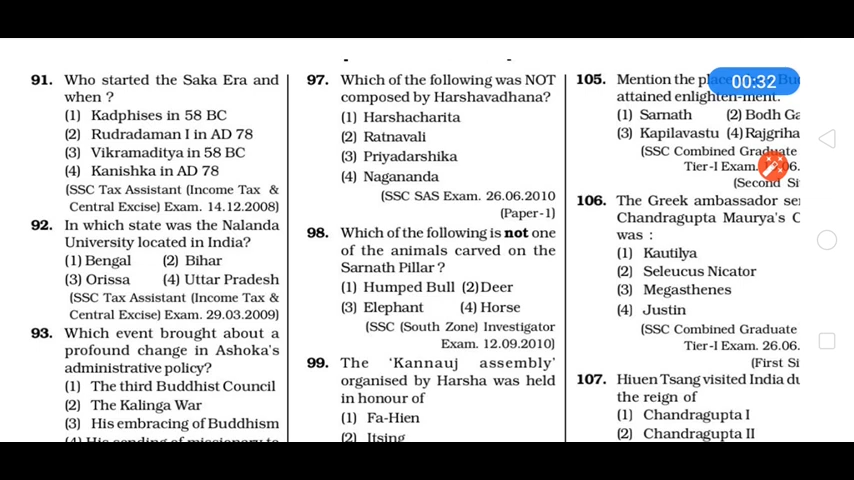 91. Who started the Saka Era and
when ?
(1) Kadphises in 58 BC
(2) Rudradaman I in AD 78
(3) Vikramaditya in 58 BC
(4) Kanishka in AD 78
(SSC Tax Assistant (Income Tax &
Central Excise) Exam. 14.12.2008)
92. In which state was the Nalanda
University located in India?
(1) Bengal (2) Bihar
(3) Orissa (4) Uttar Pradesh
(SSC Tax Assistant (Income Tax &
Central Excise) Exam. 29.03.2009)
93. Which event brought about a
profound change in Ashoka's
administrative policy?
(1) The third Buddhist Council
(2) The Kalinga War
(3) His embracing of Buddhism
(4) His sending of missionary to
97. Which of the following was NOT
composed by Harshavadhana?
(1) Harshacharita
(2) Ratnavali
(3) Priyadarshika
(4) Nagananda
(SSC SAS Exam. 26.06.2010
(Paper-1)
98. Which of the following is not one
of the animals carved on the
Sarnath Pillar ?
(1) Humped Bull (2) Deer
(3) Elephant (4) Horse
(SSC (South Zone) Investigator
Exam. 12.09.2010)
99. The 'Kannauj assembly'
organised by Harsha was held
in honour of
(1) Fa-Hien
(2) Itsing
00:32
105. Mention the
attained enlighten-ment.
(1) Sarnath (2) Bodh
(3) Kapilavastu (4) Rajgriha
(SSC Combined Graduate
Tier-I Exam.
(Second
106. The Greek ambassador
Chandragupta Maurya's
was :
(1) Kautilya
(2) Seleucus Nicator
(3) Megasthenes
(4) Justin
(SSC Combined Graduate
Tier-I Exam. 26.06.
(First
107. Hiuen Tsang visited India
the reign of
(1) Chandragupta I
(2) Chandragupta II